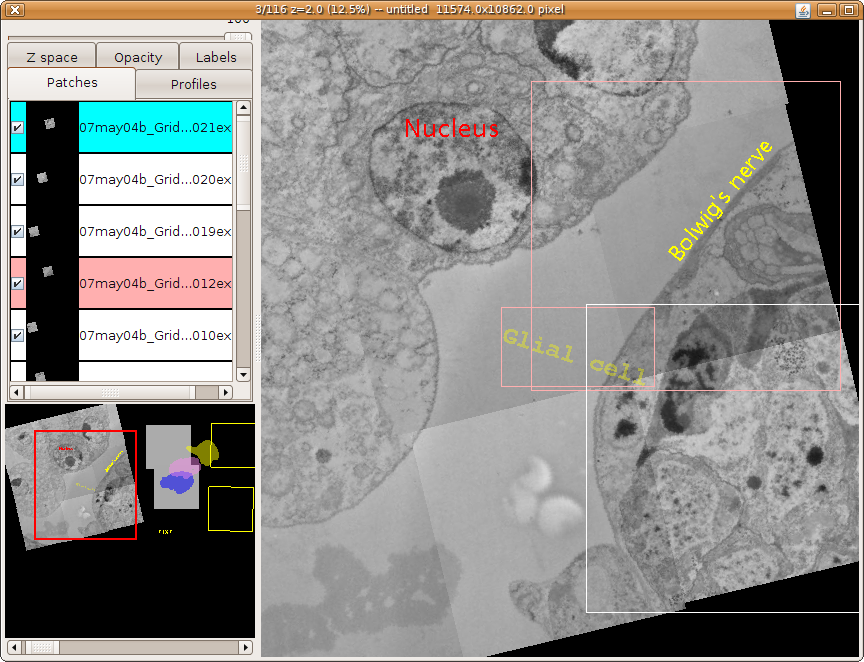 3/116 z=2.0 (12.5%) -- untitled 11574.0x10862.0 pixel
Z space
Opacity
Labels
Patches
Profiles
07may04b_Grid...021ex
07may04b_Grid...020ex
07may04b_Grid...019ex
07may04b_Grid...012ex
07may04b_Grid...010ex
Nucleus
Bolwig's nerve
Glial cell